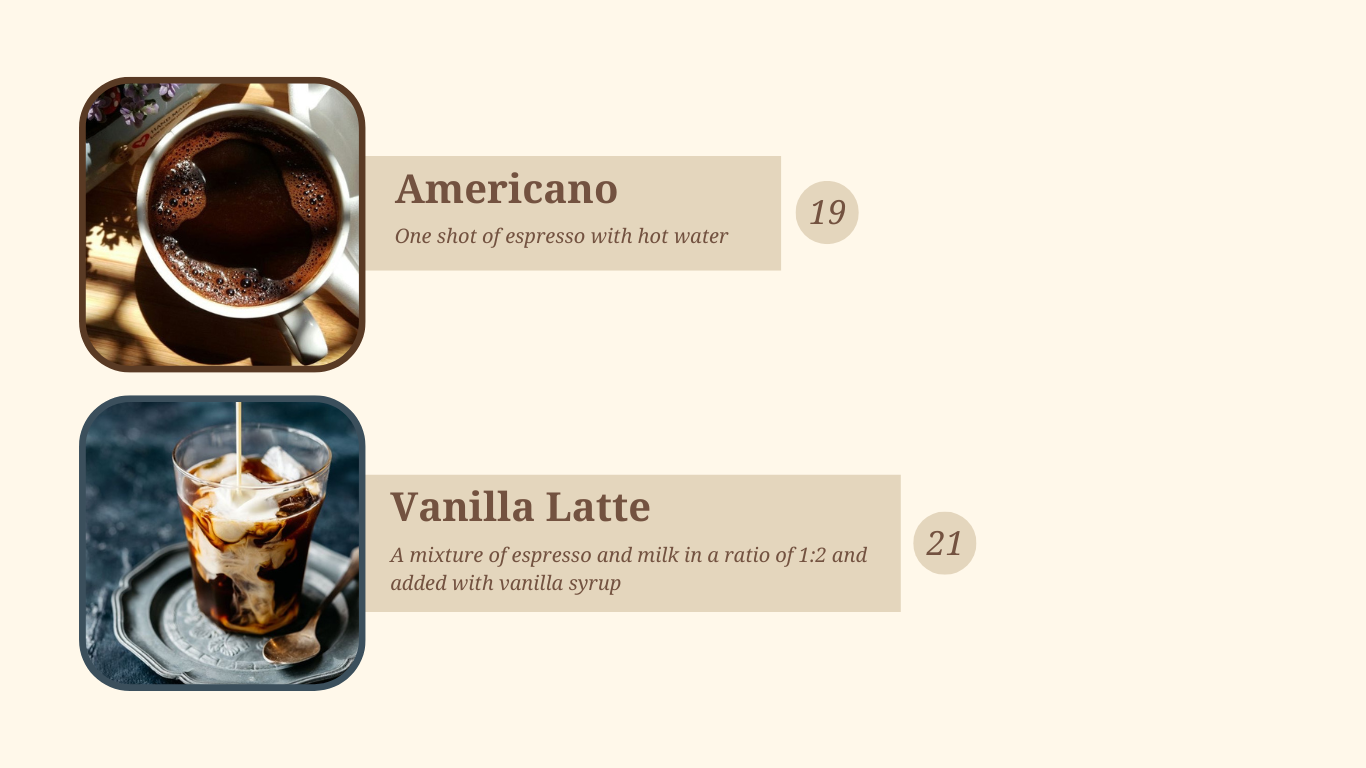 Americano
One shot of espresso with hot water
19
Vanilla Latte
A mixture of espresso and milk in a ratio of 1:2 and
added with vanilla syrup
21